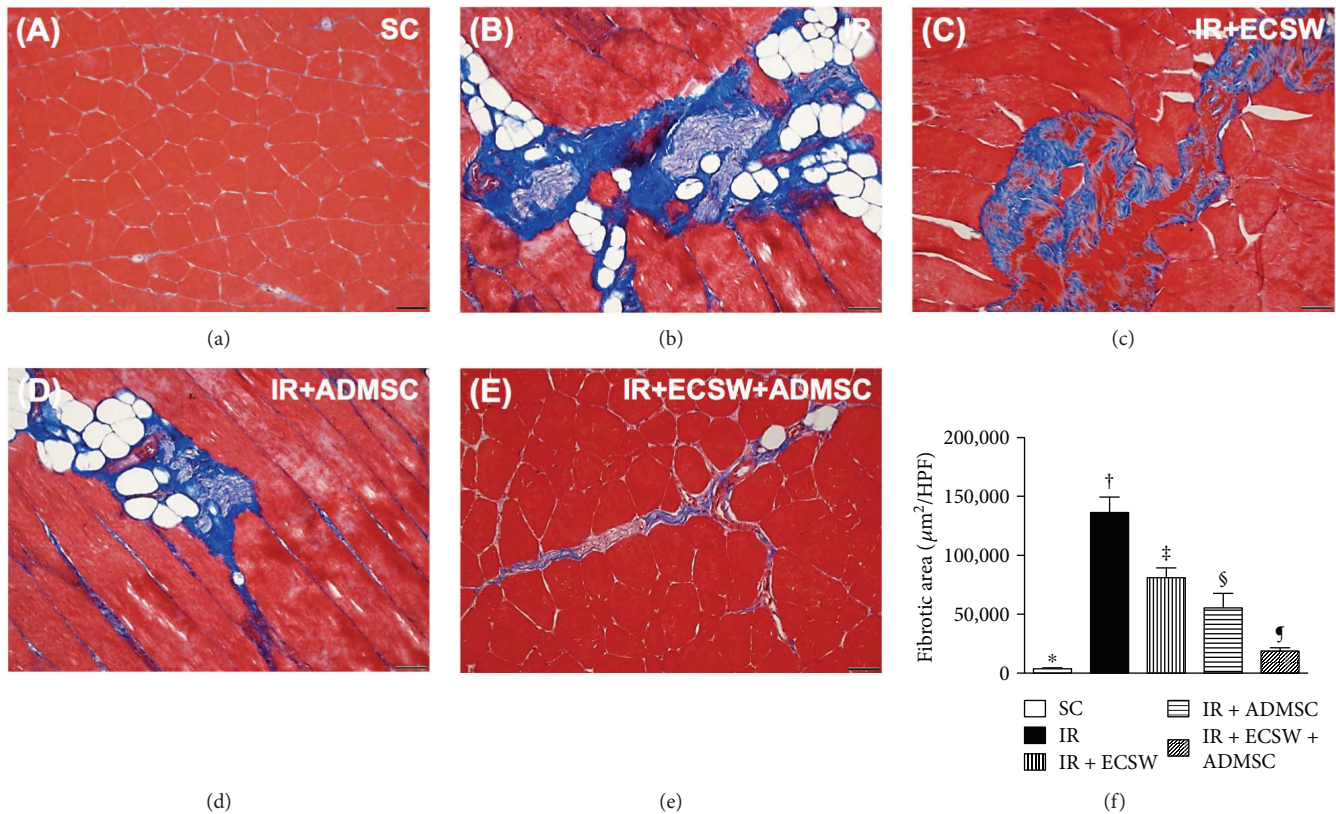 (A) SC
(B) IR
(C) IR+ECSW
(a)
(b)
(c)
(D) IR+ADMSC
(E) IR+ECSW+ADMSC
200,000
150,000
100,000
50,000
0
Fibrotic area (μm²/HPF)
*
†
‡
§
¶
SC
IR
IR + ECSW
IR + ADMSC
IR + ECSW +
ADMSC
(d)
(e)
(f)